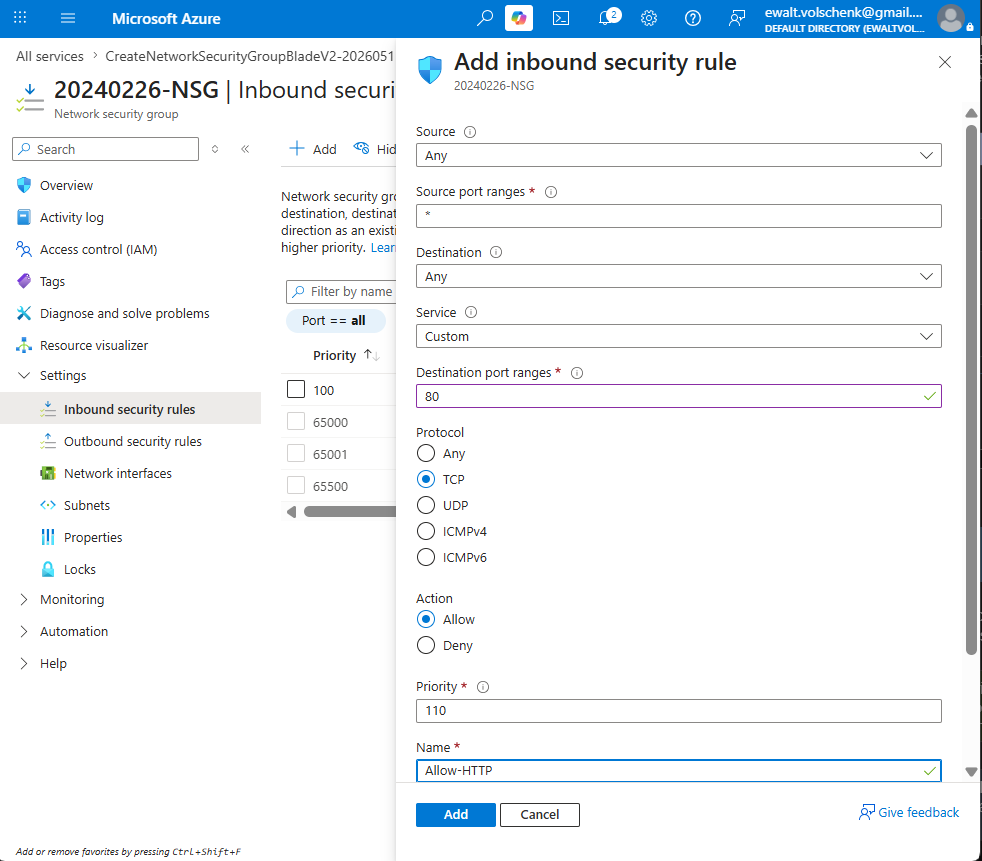 Microsoft Azure
2
ewalt.volschenk@gmail....
DEFAULT DIRECTORY (EWALTVOL...
All services > CreateNetworkSecurityGroupBladeV2-2026051
20240226-NSG | Inbound securi
Network security group
Search
Overview
Activity log
Access control (IAM)
Tags
Diagnose and solve problems
Resource visualizer
Settings
Inbound security rules
Outbound security rules
Network interfaces
Subnets
Properties
Locks
Monitoring
Automation
Help
Add or remove favorites by pressing Ctrl+Shift+F
Add
Hid
Network security gro
destination, destinat
direction as an existi
higher priority. Lear
Filter by name
Port == all
Priority ↑↓
100
65000
65001
65500
Add inbound security rule
20240226-NSG
Source
Any
Source port ranges *
*
Destination
Any
Service
Custom
Destination port ranges *
80
Protocol
Any
TCP
UDP
ICMPv4
ICMPv6
Action
Allow
Deny
Priority *
110
Name *
Allow-HTTP
Add
Cancel
Give feedback